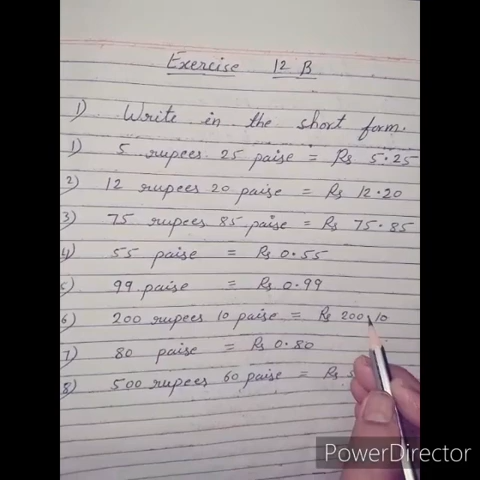 Exercise 12 B
1) Write in the short form.
1) 5 rupees 25 paise = Rs 5.25
2) 12 rupees 20 paise = Rs 12.20
3) 75 rupees 85 paise = Rs 75.85
4) 55 paise = Rs 0.55
5) 99 paise = Rs 0.99
6) 200 rupees 10 paise = Rs 200.10
7) 80 paise = Rs 0.80
8) 500 rupees 60 paise = Rs
PowerDirector